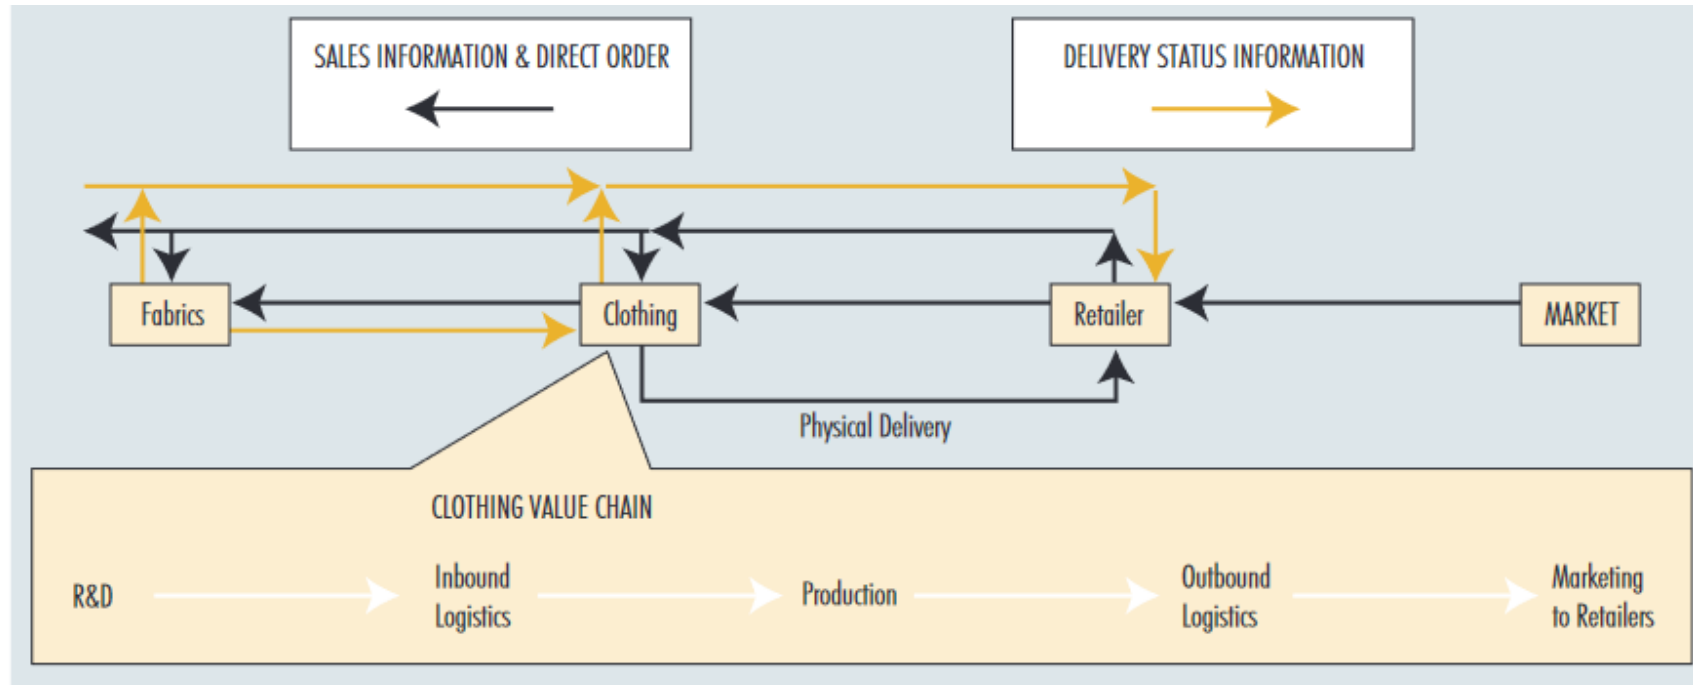 SALES INFORMATION & DIRECT ORDER
DELIVERY STATUS INFORMATION
Fabrics
Clothing
Retailer
MARKET
Physical Delivery
CLOTHING VALUE CHAIN
R&D
Inbound
Logistics
Production
Outbound
Logistics
Marketing
to Retailers